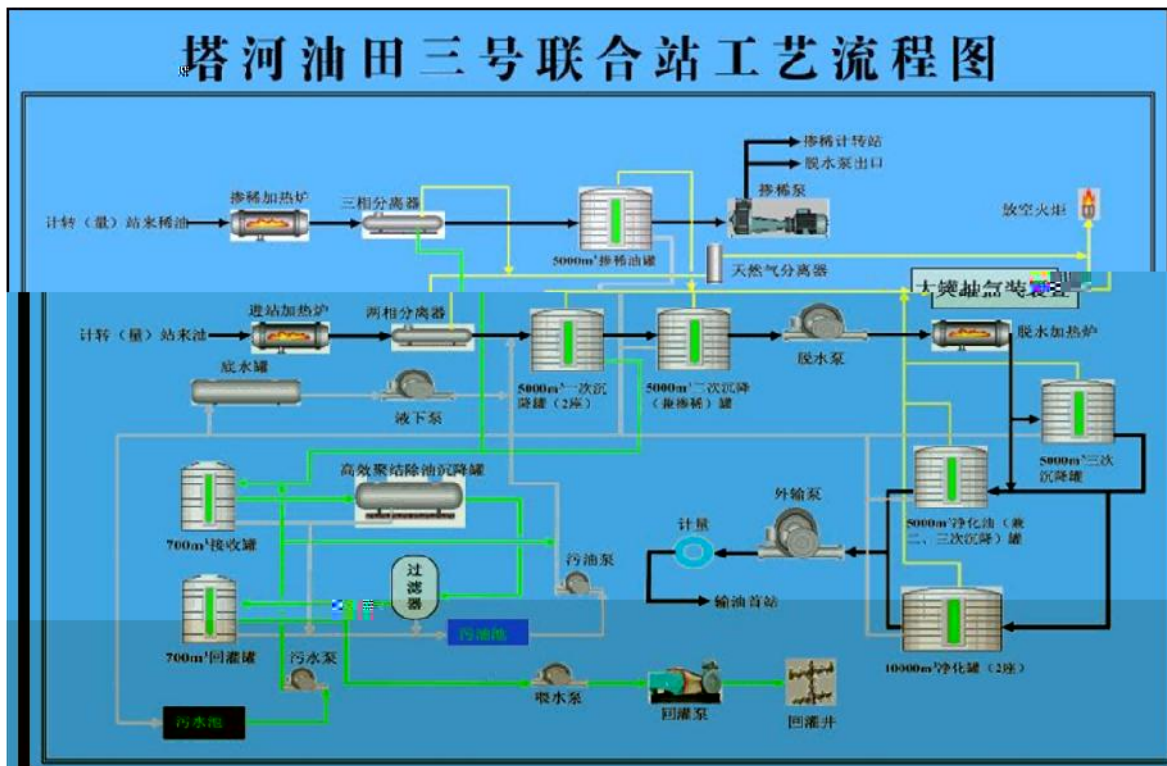 塔河油田三号联合站工艺流程图
掺稀计转站
脱水泵出口
掺稀加热炉
三相分离器
掺稀泵
放空火炬
计转（量）站来稀油
5000m³掺稀油罐
天然气分离器
进站加热炉
两相分离器
计转（量）站来油
脱水加热炉
脱水泵
底水罐
5000m³一次沉
降罐（2座）
5000m³二次沉降
（兼掺稀）罐
液下泵
高效聚结除油沉降罐
5000m³三次
沉降罐
外输泵
5000m³净化油（兼
二、三次沉降）罐
700m³接收罐
计量
污油泵
过
滤
器
输油首站
污油池
700m³回灌罐
污水泵
10000m³净化罐（2座）
喂水泵
回灌泵
回灌井
污水池